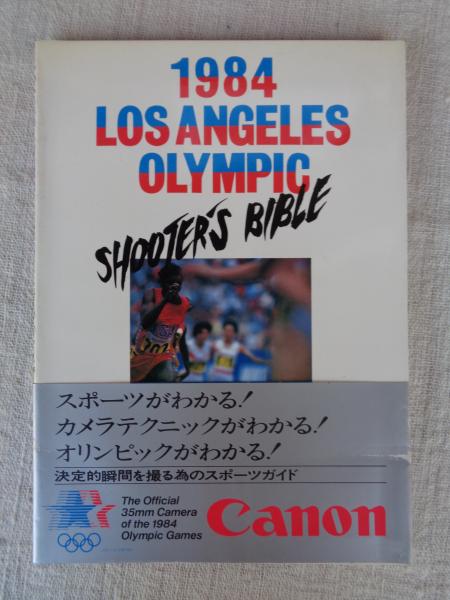 1984
LOS ANGELES
OLYMPIC
SHOOTER'S BIBLE
スポーツがわかる!
カメラテクニックがわかる!
オリンピックがわかる!
決定的瞬間を撮る為のスポーツガイド
The Official
35mm Camera
of the 1984
Olympic Games
Canon